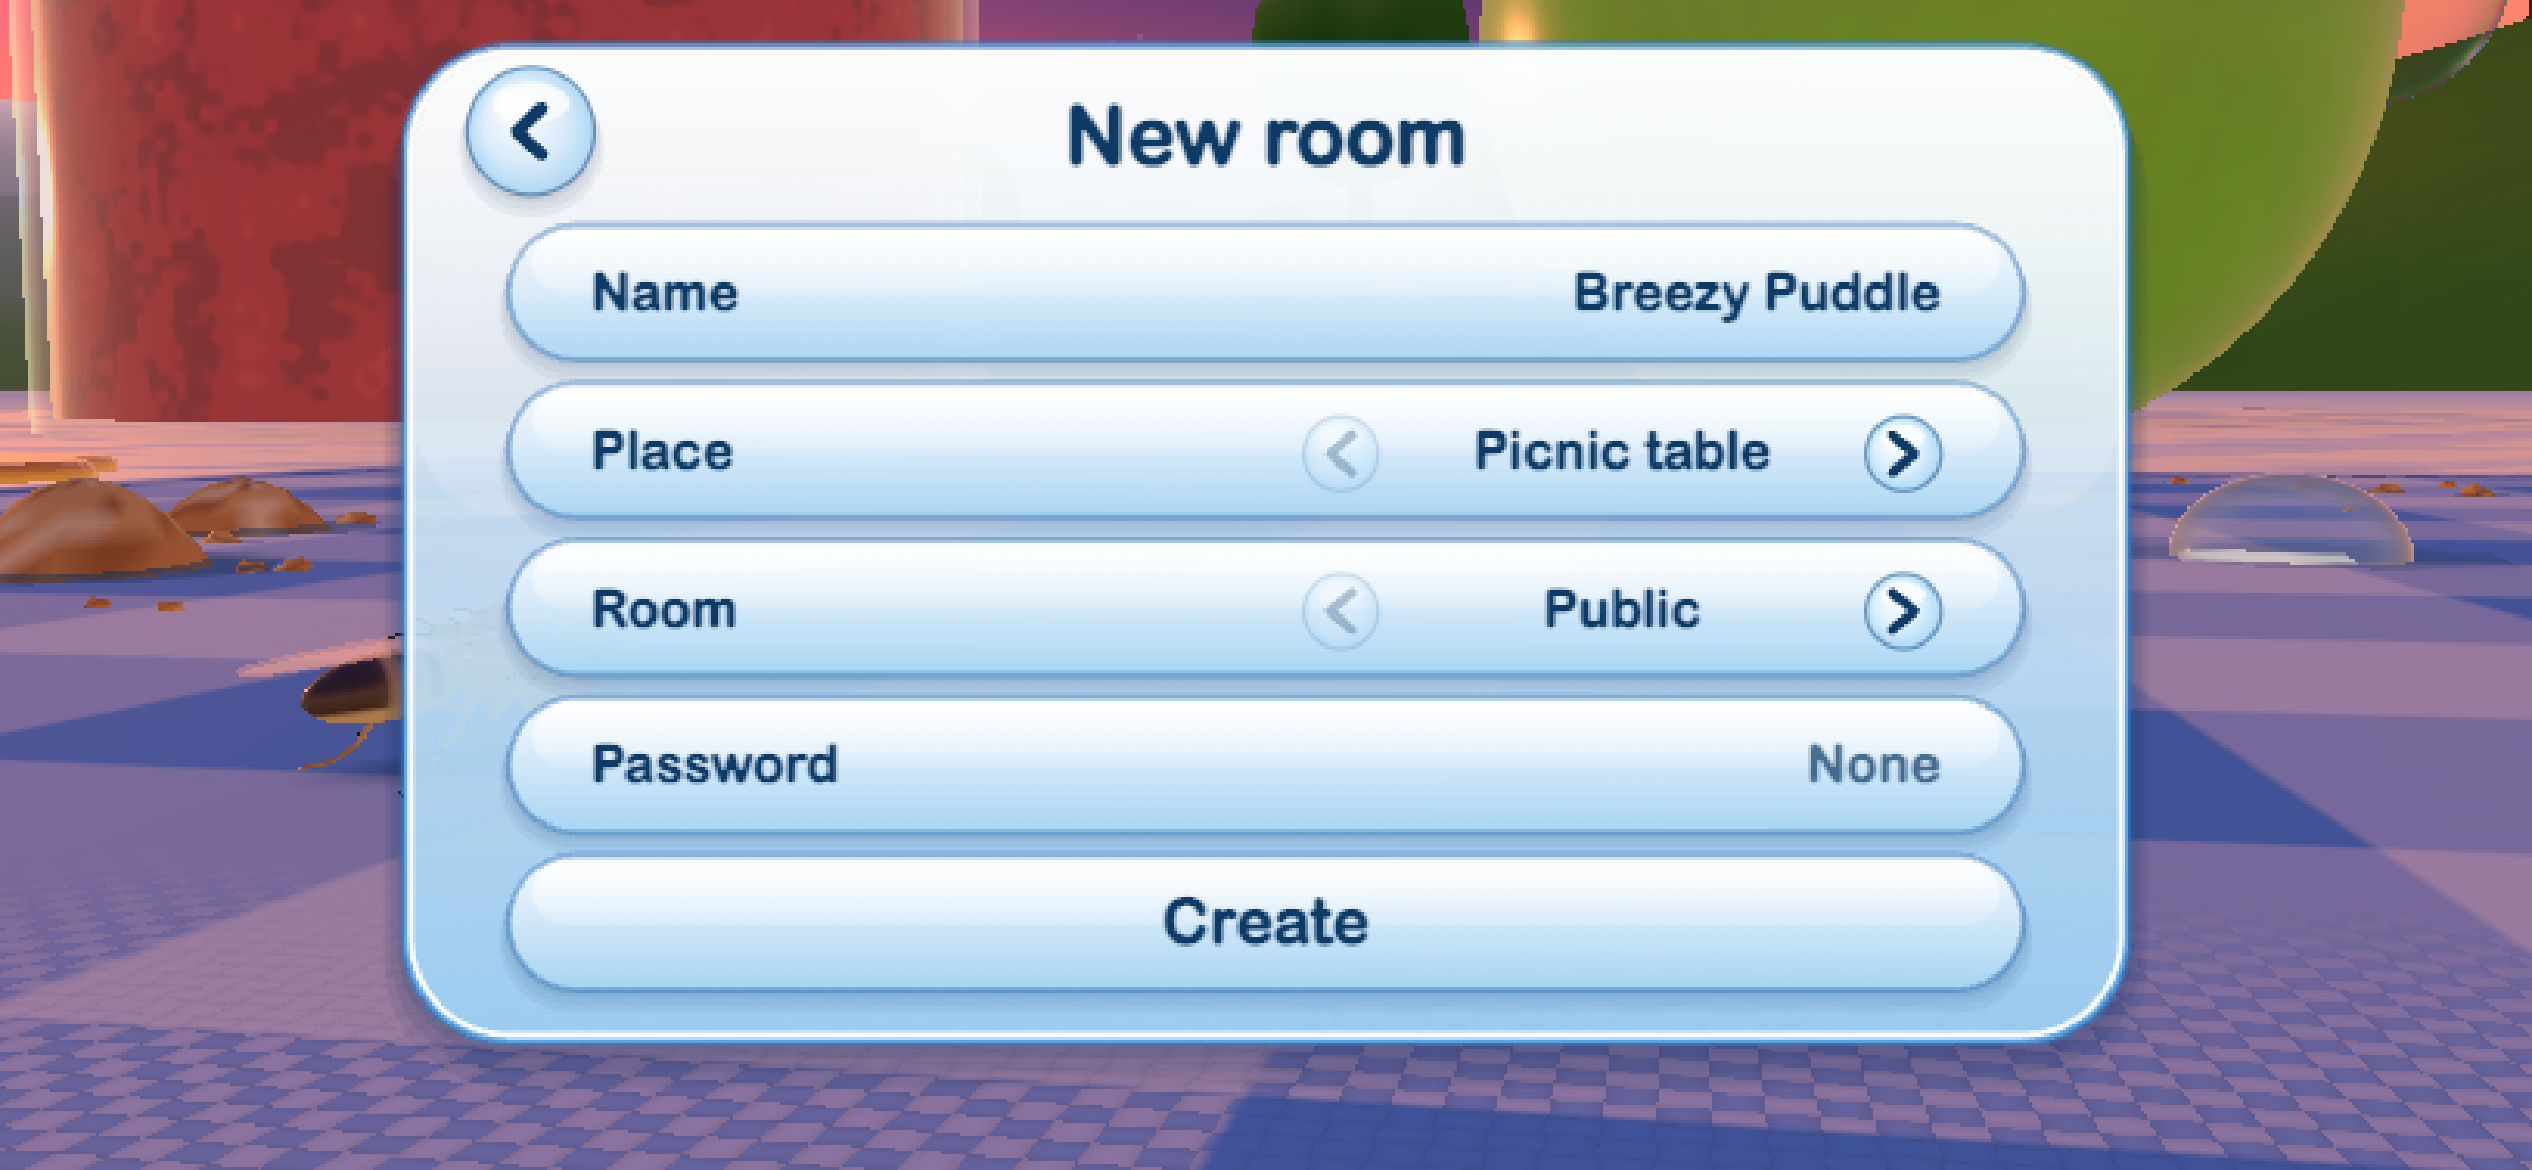 New room
Name Breezy Puddle
Place Picnic table
Room Public
Password None
Create